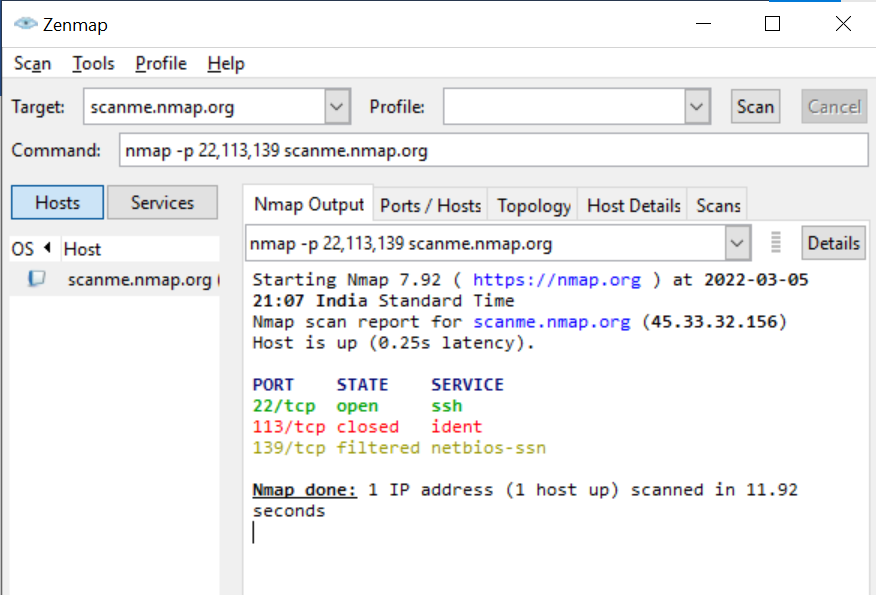 Zenmap
Scan Tools Profile Help
Target: scanme.nmap.org Profile: Scan Cancel
Command: nmap -p 22,113,139 scanme.nmap.org
Hosts Services
Nmap Output Ports / Hosts Topology Host Details Scans
OS Host
nmap -p 22,113,139 scanme.nmap.org Details
scanme.nmap.org (
Starting Nmap 7.92 ( https://nmap.org ) at 2022-03-05
21:07 India Standard Time
Nmap scan report for scanme.nmap.org (45.33.32.156)
Host is up (0.25s latency).
PORT STATE SERVICE
22/tcp open ssh
113/tcp closed ident
139/tcp filtered netbios-ssn
Nmap done: 1 IP address (1 host up) scanned in 11.92
seconds